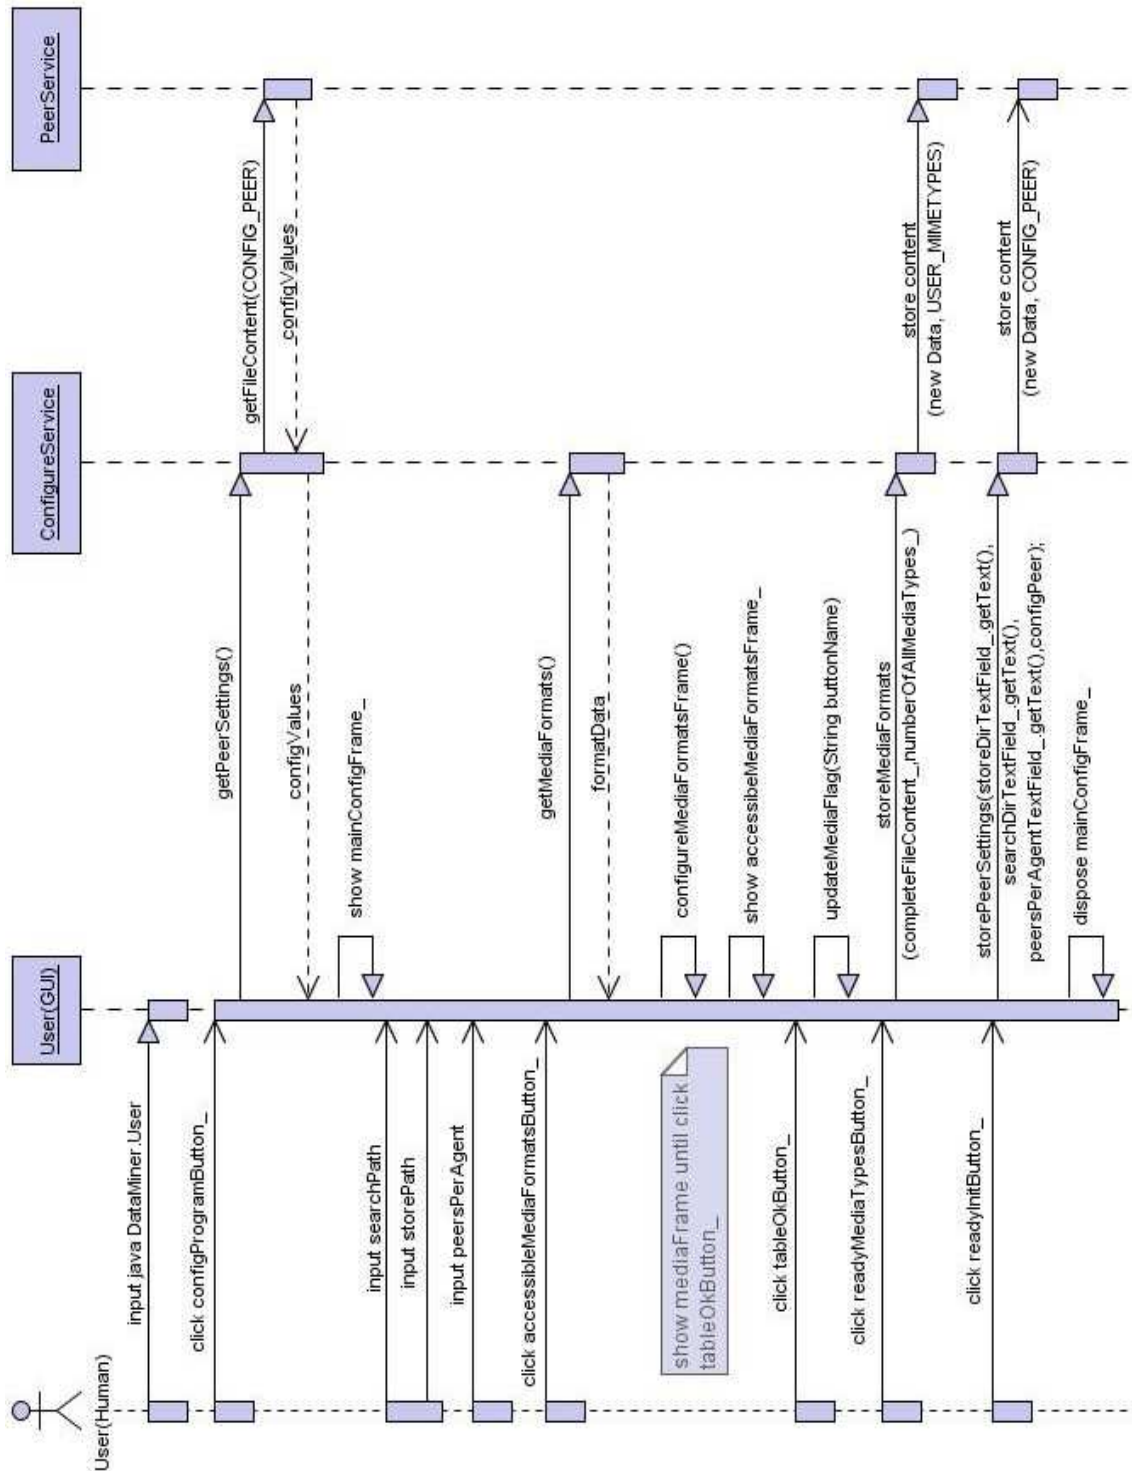 User(Human)
User(GUI)
ConfigureService
PeerService
input java DataMiner.User
click configProgramButton_
getPeerSettings()
getFileContent(CONFIG_PEER)
configValues
configValues
show mainConfigFrame_
input searchPath
input storePath
input peersPerAgent
click accessibleMediaFormatsButton_
getMediaFormats()
formatData
show mediaFrame until click
tableOkButton_
configureMediaFormatsFrame()
show accessibeMediaFormatsFrame_
click tableOkButton_
updateMediaFlag(String buttonName)
click readyMediaTypesButton_
storeMediaFormats
(completeFileContent_,numberOfAllMediaTypes_)
store content
(new Data, USER_MIMETYPES)
click readyInitButton_
storePeerSettings(storeDirTextField_.getText(),
searchDirTextField_.getText(),
peersPerAgentTextField_.getText(),configPeer);
store content
(new Data, CONFIG_PEER)
dispose mainConfigFrame_